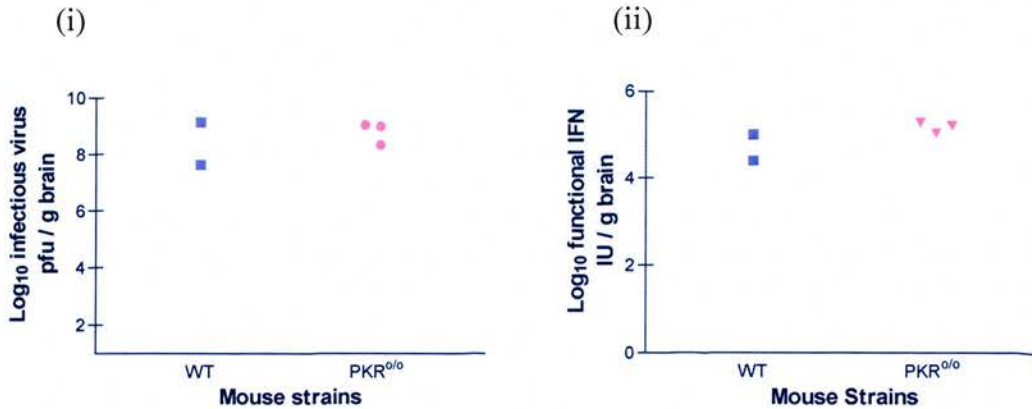 (i)
Log₁₀ infectious virus
pfu / g brain
10
8
6
4
2
WT
PKRᵒ/ᵒ
Mouse strains
(ii)
Log₁₀ functional IFN
IU / g brain
6
4
2
0
WT
PKRᵒ/ᵒ
Mouse Strains